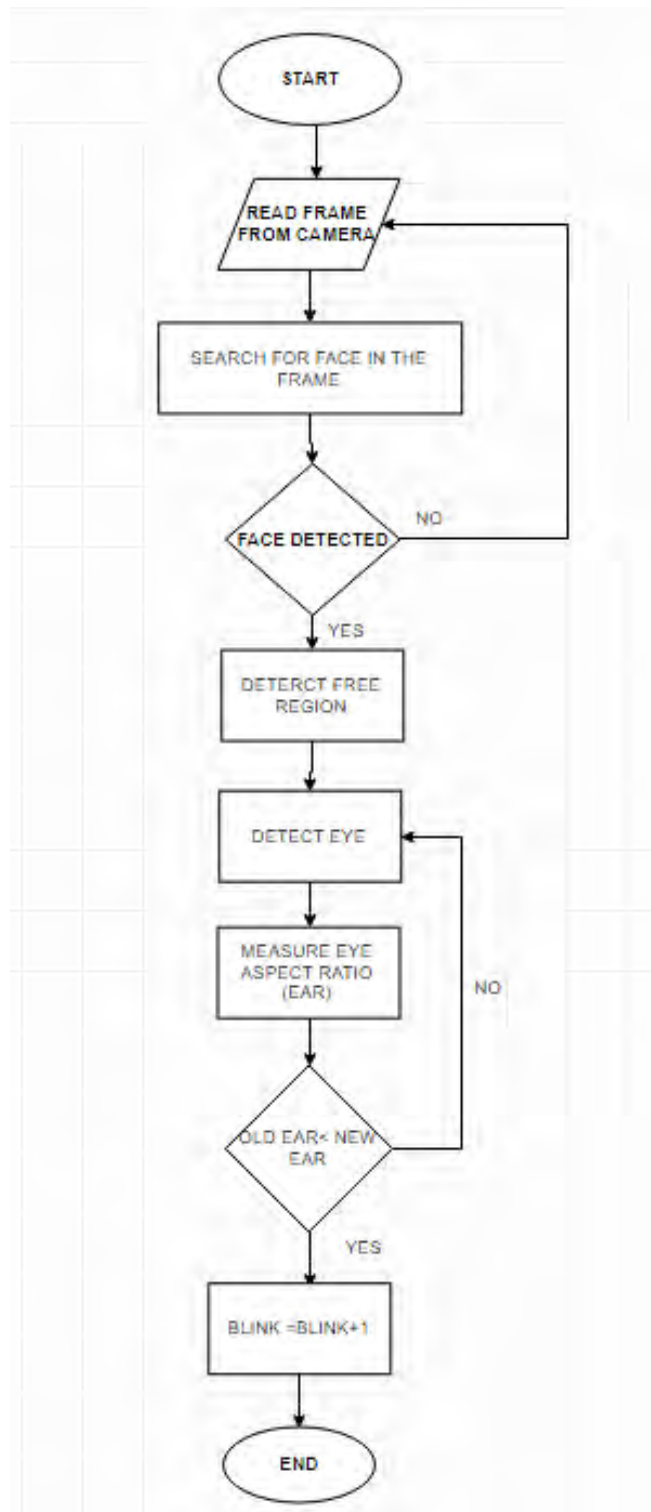 START
READ FRAME
FROM CAMERA
SEARCH FOR FACE IN THE
FRAME
FACE DETECTED
NO
YES
DETERCT FREE
REGION
DETECT EYE
MEASURE EYE
ASPECT RATIO
(EAR)
NO
OLD EAR< NEW
EAR
YES
BLINK =BLINK+1
END